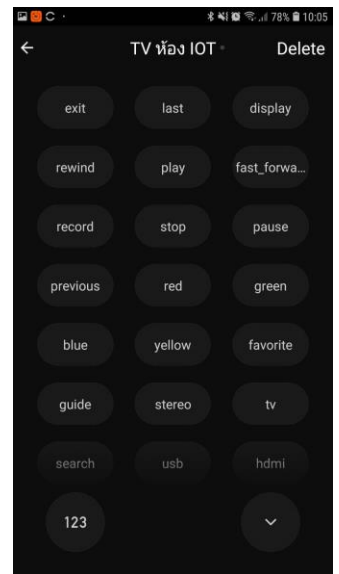 78% 10:05
TV ห้อง IOT Delete
exit last display
rewind play fast_forwa...
record stop pause
previous red green
blue yellow favorite
guide stereo tv
search usb hdmi
123